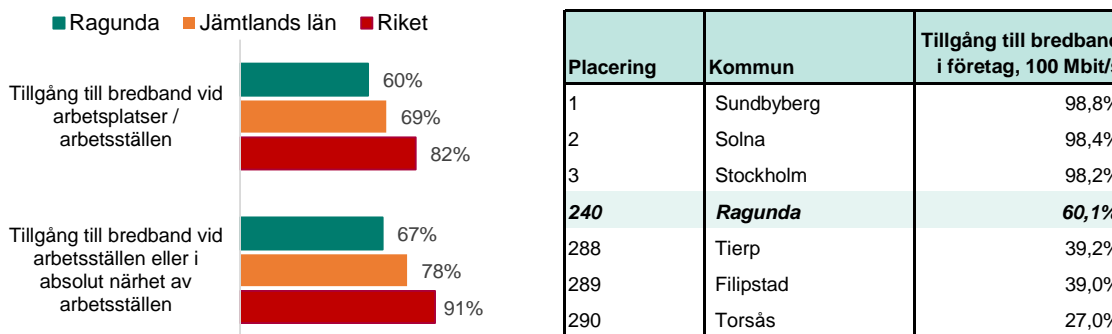 Ragunda Jämtlands län Riket
Tillgång till bredband vid
arbetsplatser /
arbetsställen
60%
69%
82%
Tillgång till bredband vid
arbetsställen eller i
absolut närhet av
arbetsställen
67%
78%
91%
Tillgång till bredband
Placering Kommun i företag, 100 Mbit/s
1 Sundbyberg 98,8%
2 Solna 98,4%
3 Stockholm 98,2%
240 Ragunda 60,1%
288 Tierp 39,2%
289 Filipstad 39,0%
290 Torsås 27,0%